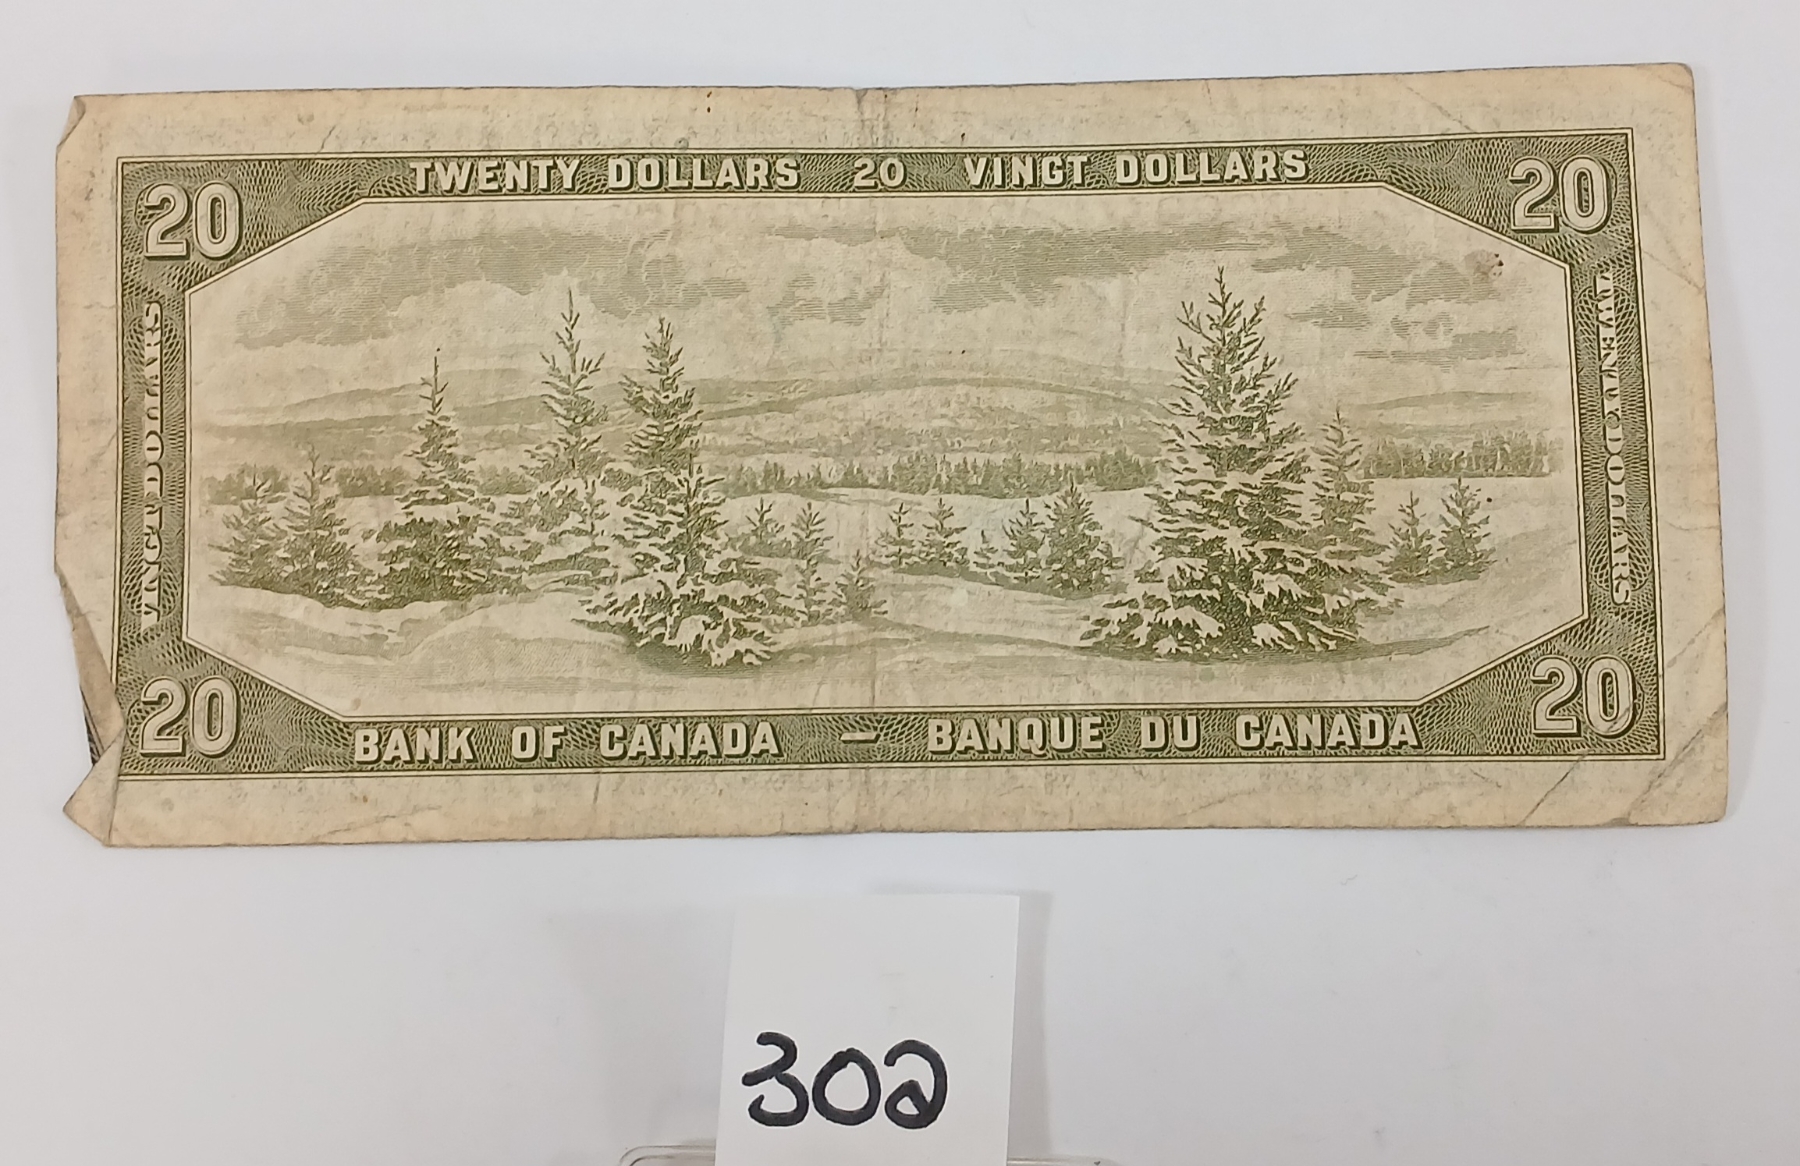 TWENTY DOLLARS 20 VINGT DOLLARS
20 20
VINGT DOLLARS
TWENTY DOLLARS
20 20
BANK OF CANADA — BANQUE DU CANADA
302